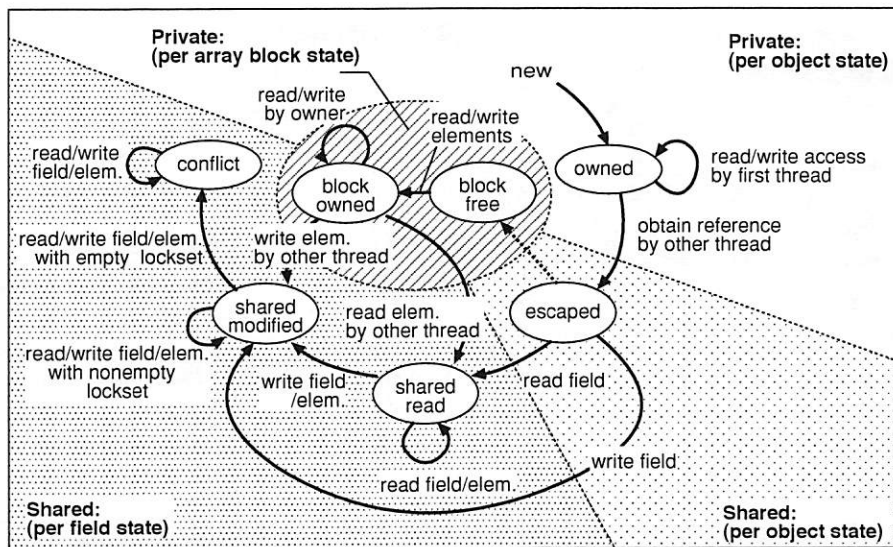 Private:
(per array block state)
Private:
(per object state)
new
read/write
by owner
read/write
elements
read/write
field/elem.
conflict
block
owned
block
free
owned
read/write access
by first thread
read/write field/elem.
with empty lockset
write elem.
by other thread
obtain reference
by other thread
shared
modified
read elem.
by other thread
escaped
read/write field/elem.
with nonempty
lockset
write field
/elem.
shared
read
read field
read field/elem.
write field
Shared:
(per field state)
Shared:
(per object state)